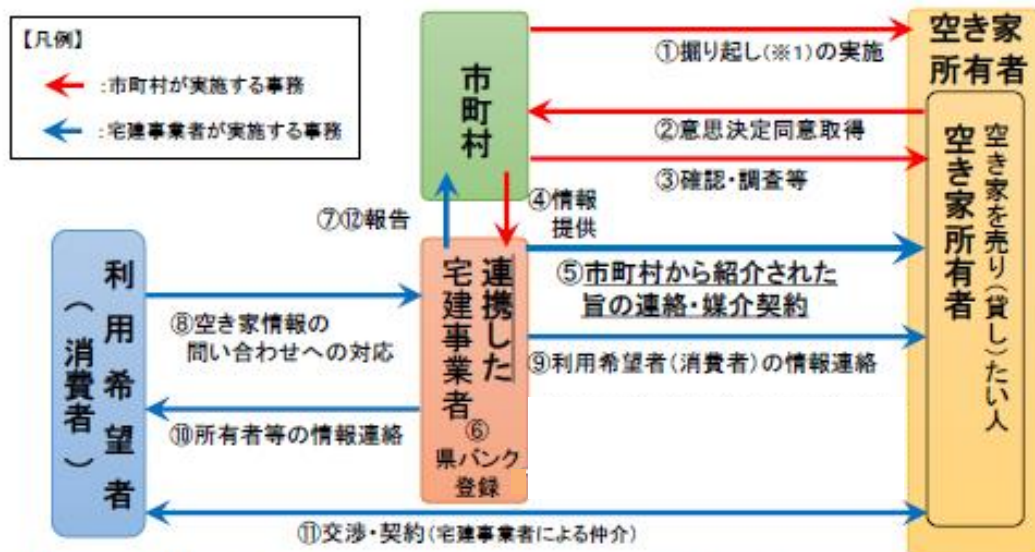 【凡例】
:市町村が実施する事務
:宅建事業者が実施する事務
市町村
①掘り起し(※1)の実施
②意思決定同意取得
③確認・調査等
空き家
所有者
空き家を売り(貸し)たい人
空き家所有者
④情報
提供
⑦⑫報告
連携した
宅建事業者
⑥
県バンク
登録
⑤市町村から紹介された
旨の連絡・媒介契約
利用希望者
(消費者)
⑧空き家情報の
問い合わせへの対応
⑨利用希望者(消費者)の情報連絡
⑩所有者等の情報連絡
⑪交渉・契約(宅建事業者による仲介)